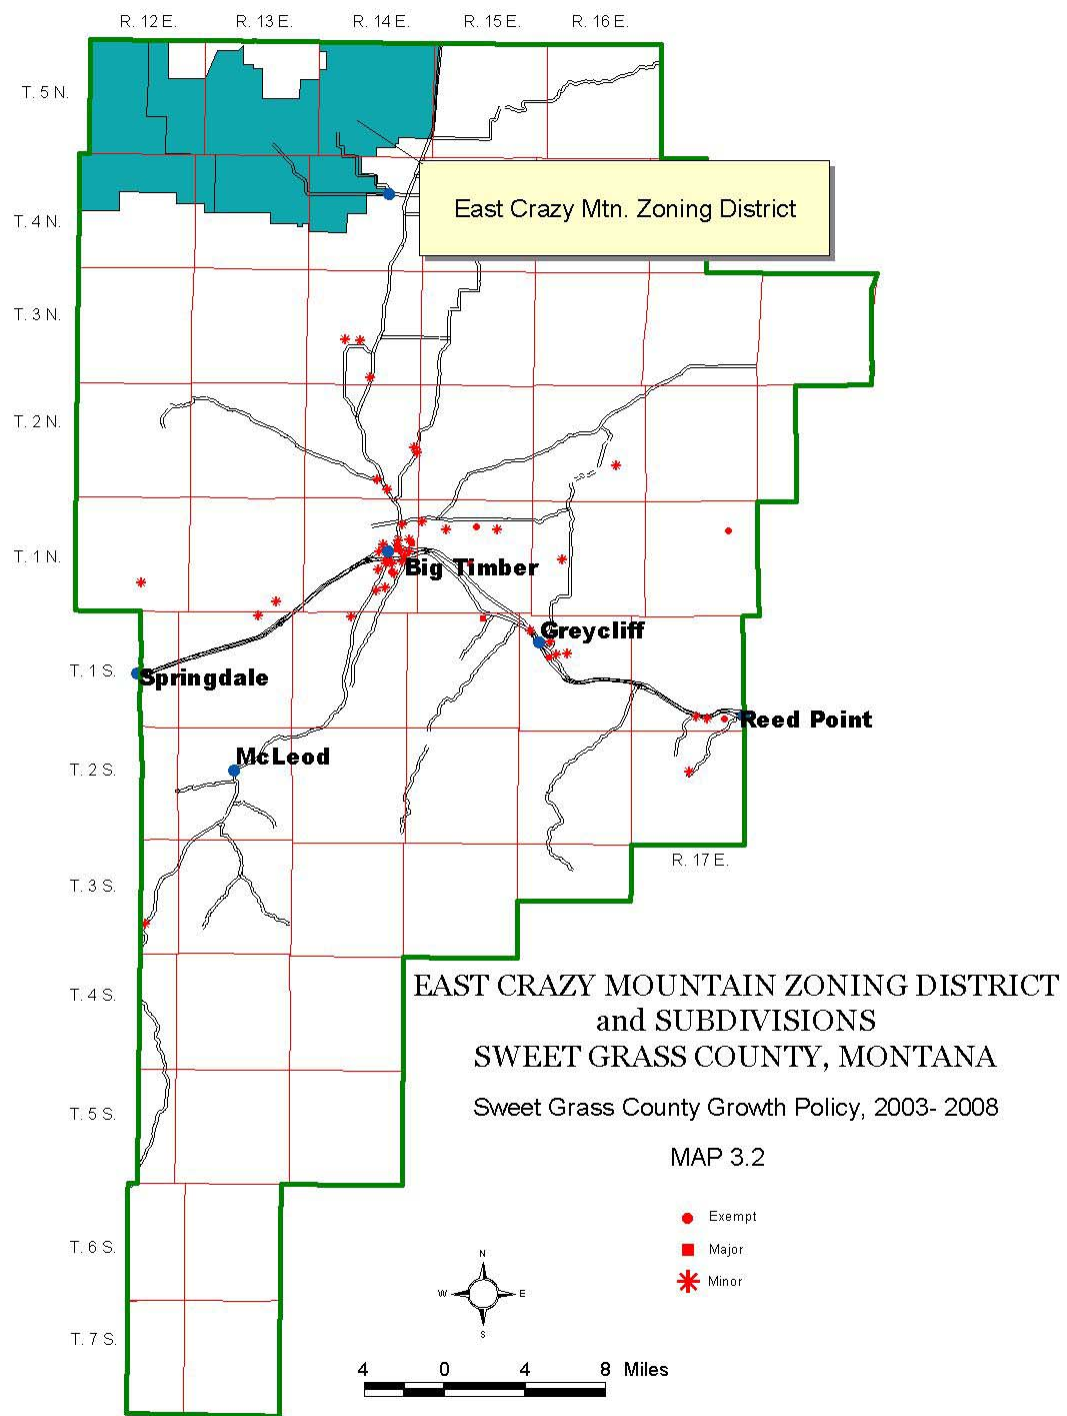 R. 12 E. R. 13 E. R. 14 E. R. 15 E. R. 16 E.
T. 5 N.
East Crazy Mtn. Zoning District
T. 4 N.
T. 3 N.
T. 2 N.
T. 1 N.
Big Timber
Greycliff
T. 1 S.
Springdale
Reed Point
McLeod
T. 2 S.
R. 17 E.
T. 3 S.
EAST CRAZY MOUNTAIN ZONING DISTRICT
and SUBDIVISIONS
SWEET GRASS COUNTY, MONTANA
T. 4 S.
Sweet Grass County Growth Policy, 2003- 2008
T. 5 S.
MAP 3.2
Exempt
Major
Minor
T. 6 S.
N
W E
S
T. 7 S.
4 0 4 8 Miles